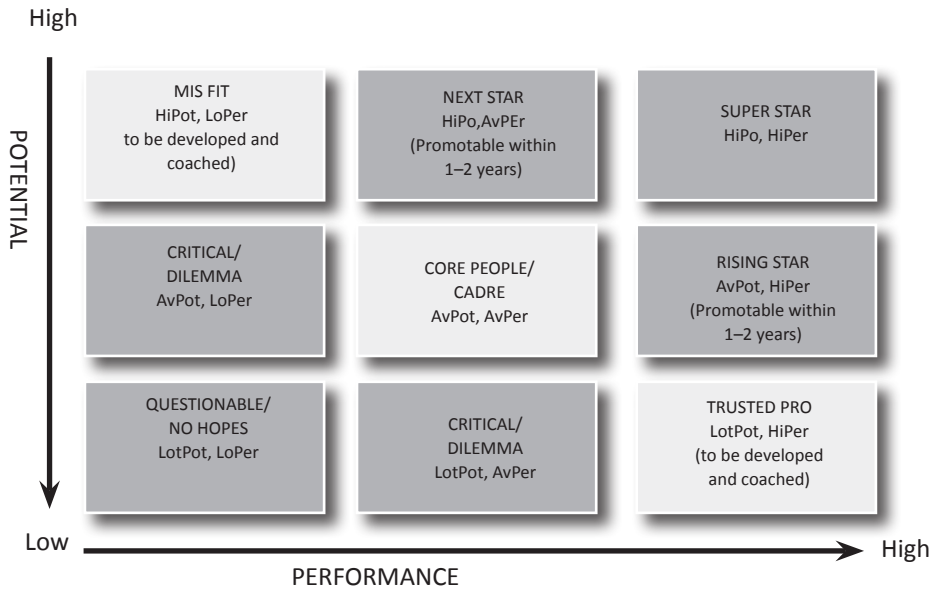 High
POTENTIAL
MIS FIT
HiPot, LoPer
to be developed and
coached)
NEXT STAR
HiPo,AvPEr
(Promotable within
1–2 years)
SUPER STAR
HiPo, HiPer
CRITICAL/
DILEMMA
AvPot, LoPer
CORE PEOPLE/
CADRE
AvPot, AvPer
RISING STAR
AvPot, HiPer
(Promotable within
1–2 years)
QUESTIONABLE/
NO HOPES
LotPot, LoPer
CRITICAL/
DILEMMA
LotPot, AvPer
TRUSTED PRO
LotPot, HiPer
(to be developed
and coached)
Low
High
PERFORMANCE